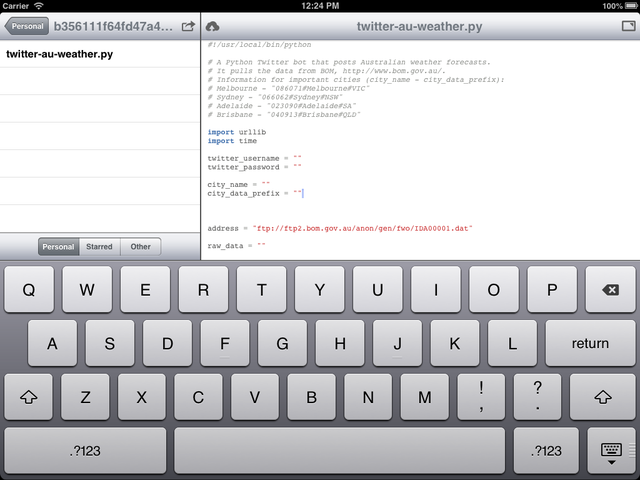 Carrier 12:24 PM 100%
Personal b356111f64fd47a4... twitter-au-weather.py
twitter-au-weather.py
#!/usr/local/bin/python
# A Python Twitter bot that posts Australian weather forecasts.
# It pulls the data from BOM, http://www.bom.gov.au/.
# Information for important cities (city_name - city_data_prefix):
# Melbourne - "086071#Melbourne#VIC"
# Sydney - "066062#Sydney#NSW"
# Adelaide - "023090#Adelaide#SA"
# Brisbane - "040913#Brisbane#QLD"
import urllib
import time
twitter_username = ""
twitter_password = ""
city_name = ""
city_data_prefix = ""
address = "ftp://ftp2.bom.gov.au/anon/gen/fwo/IDA00001.dat"
raw_data = ""
Personal Starred Other
Q W E R T Y U I O P
A S D F G H J K L return
Z X C V B N M ! , ? .
.?123 .?123